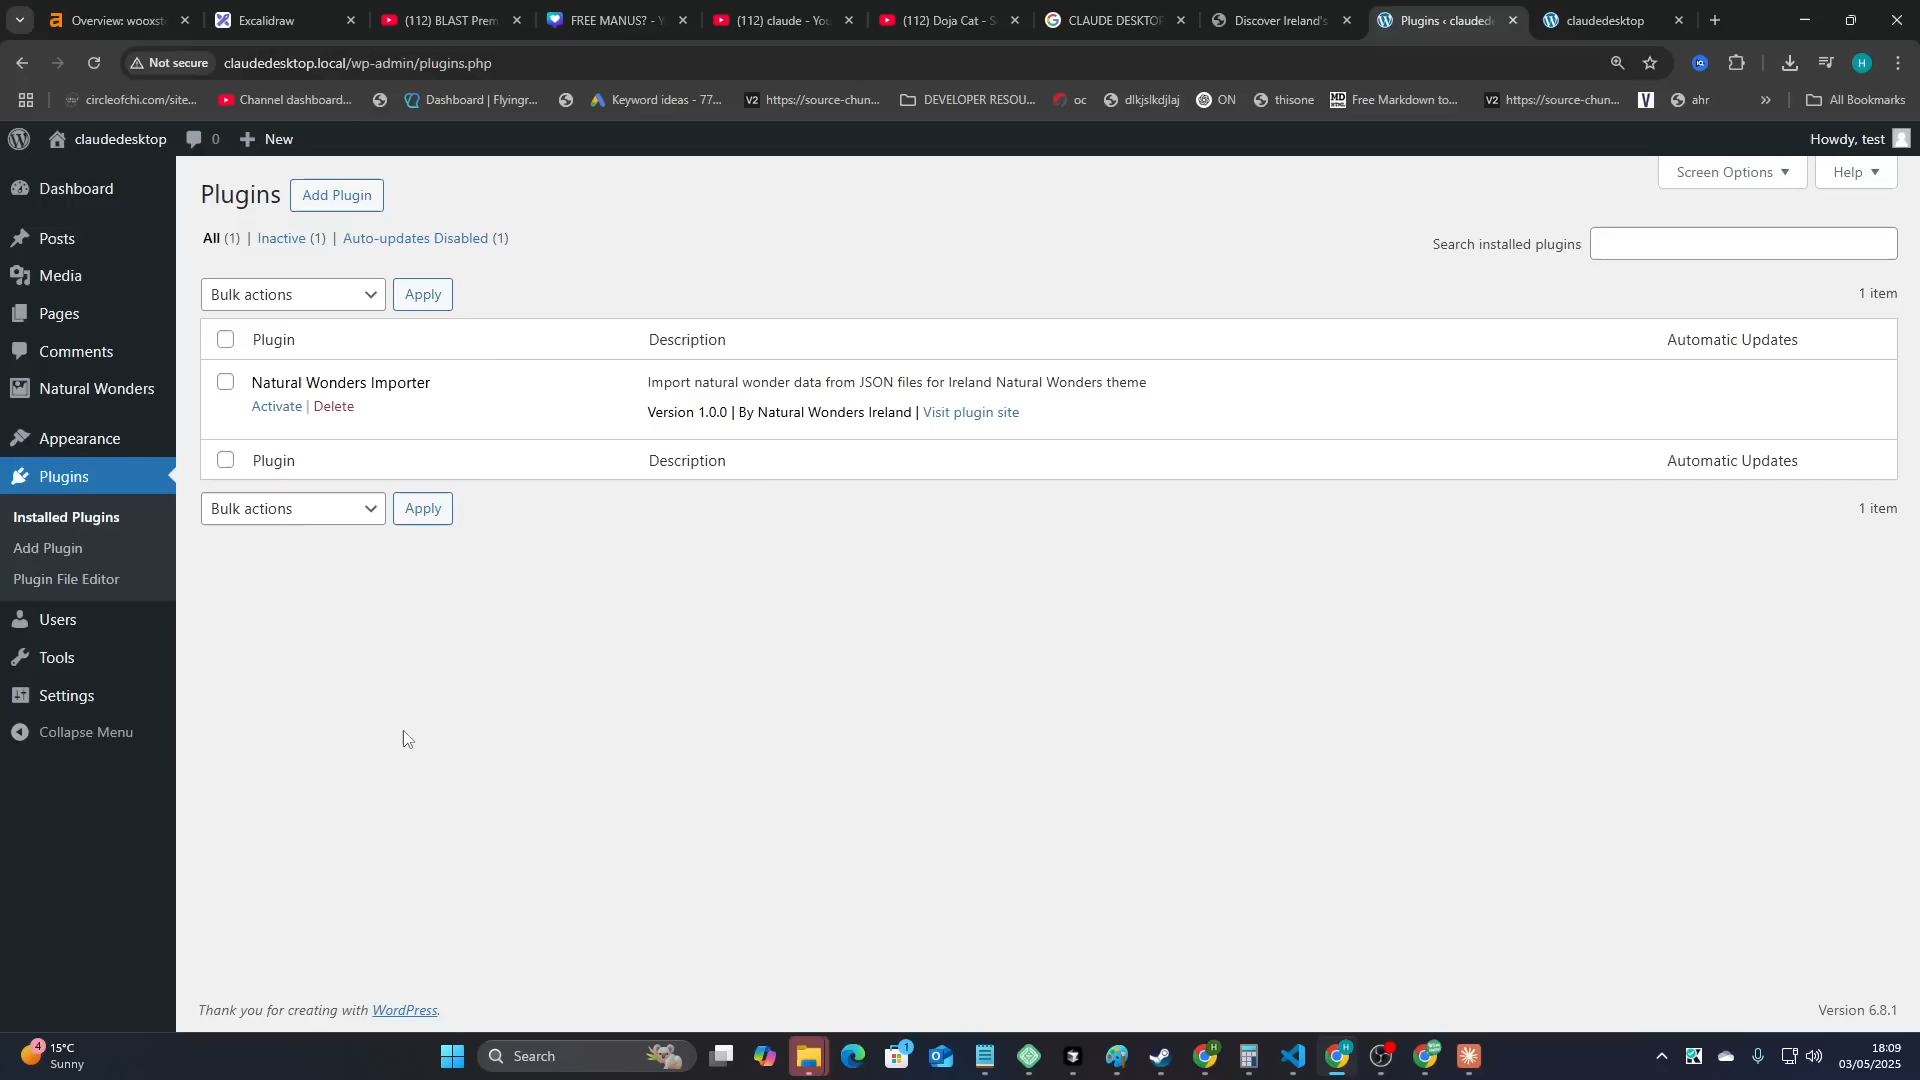 Overview: wooxst
Excalidraw
(112) BLAST Prem
FREE MANUS? - Y
(112) claude - You
(112) Doja Cat - S
CLAUDE DESKTOP
Discover Ireland's
Plugins ‹ clauded
claudedesktop
Not secure
claudedesktop.local/wp-admin/plugins.php
H
circleofchi.com/site...
Channel dashboard...
Dashboard | Flyingr...
Keyword ideas - 77...
V2 https://source-chun...
DEVELOPER RESOU...
oc
dlkjslkdjlaj
ON
thisone
Free Markdown to...
V2 https://source-chun...
V
ahr
»
All Bookmarks
claudedesktop
0
New
Howdy, test
Dashboard
Posts
Media
Pages
Comments
Natural Wonders
Appearance
Plugins
Installed Plugins
Add Plugin
Plugin File Editor
Users
Tools
Settings
Collapse Menu
Screen Options
Help
Plugins
Add Plugin
All (1) | Inactive (1) | Auto-updates Disabled (1)
Search installed plugins
Bulk actions
Apply
1 item
Plugin
Description
Automatic Updates
Natural Wonders Importer
Import natural wonder data from JSON files for Ireland Natural Wonders theme
Activate | Delete
Version 1.0.0 | By Natural Wonders Ireland | Visit plugin site
Plugin
Description
Automatic Updates
Bulk actions
Apply
1 item
Thank you for creating with WordPress.
Version 6.8.1
4
15°C
Sunny
Search
1
18:09
03/05/2025